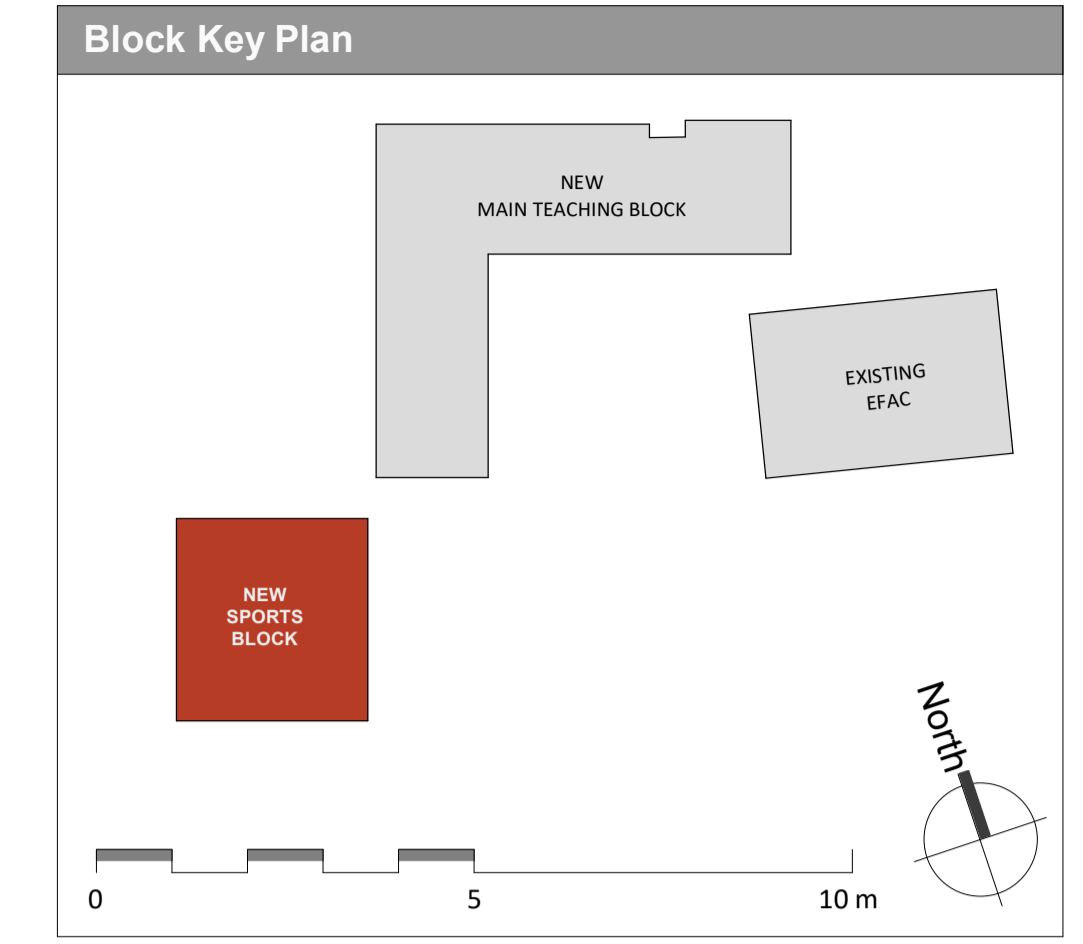 Block Key Plan
NEW
MAIN TEACHING BLOCK
EXISTING
EFAC
NEW
SPORTS
BLOCK
North
0 5 10 m